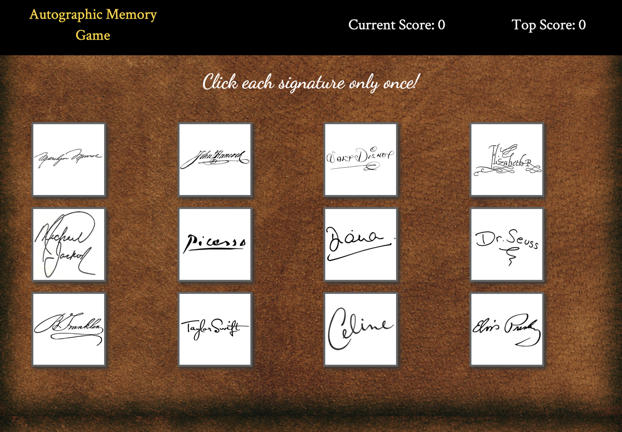 Autographic Memory
Game
Current Score: 0
Top Score: 0
Click each signature only once!
Marilyn Monroe
John Hancock
Walt Disney
Elizabeth R
Michael
Jackson
Picasso
Diana
Dr. Seuss
B. Franklin
Taylor Swift
Celine
Elvis Presley